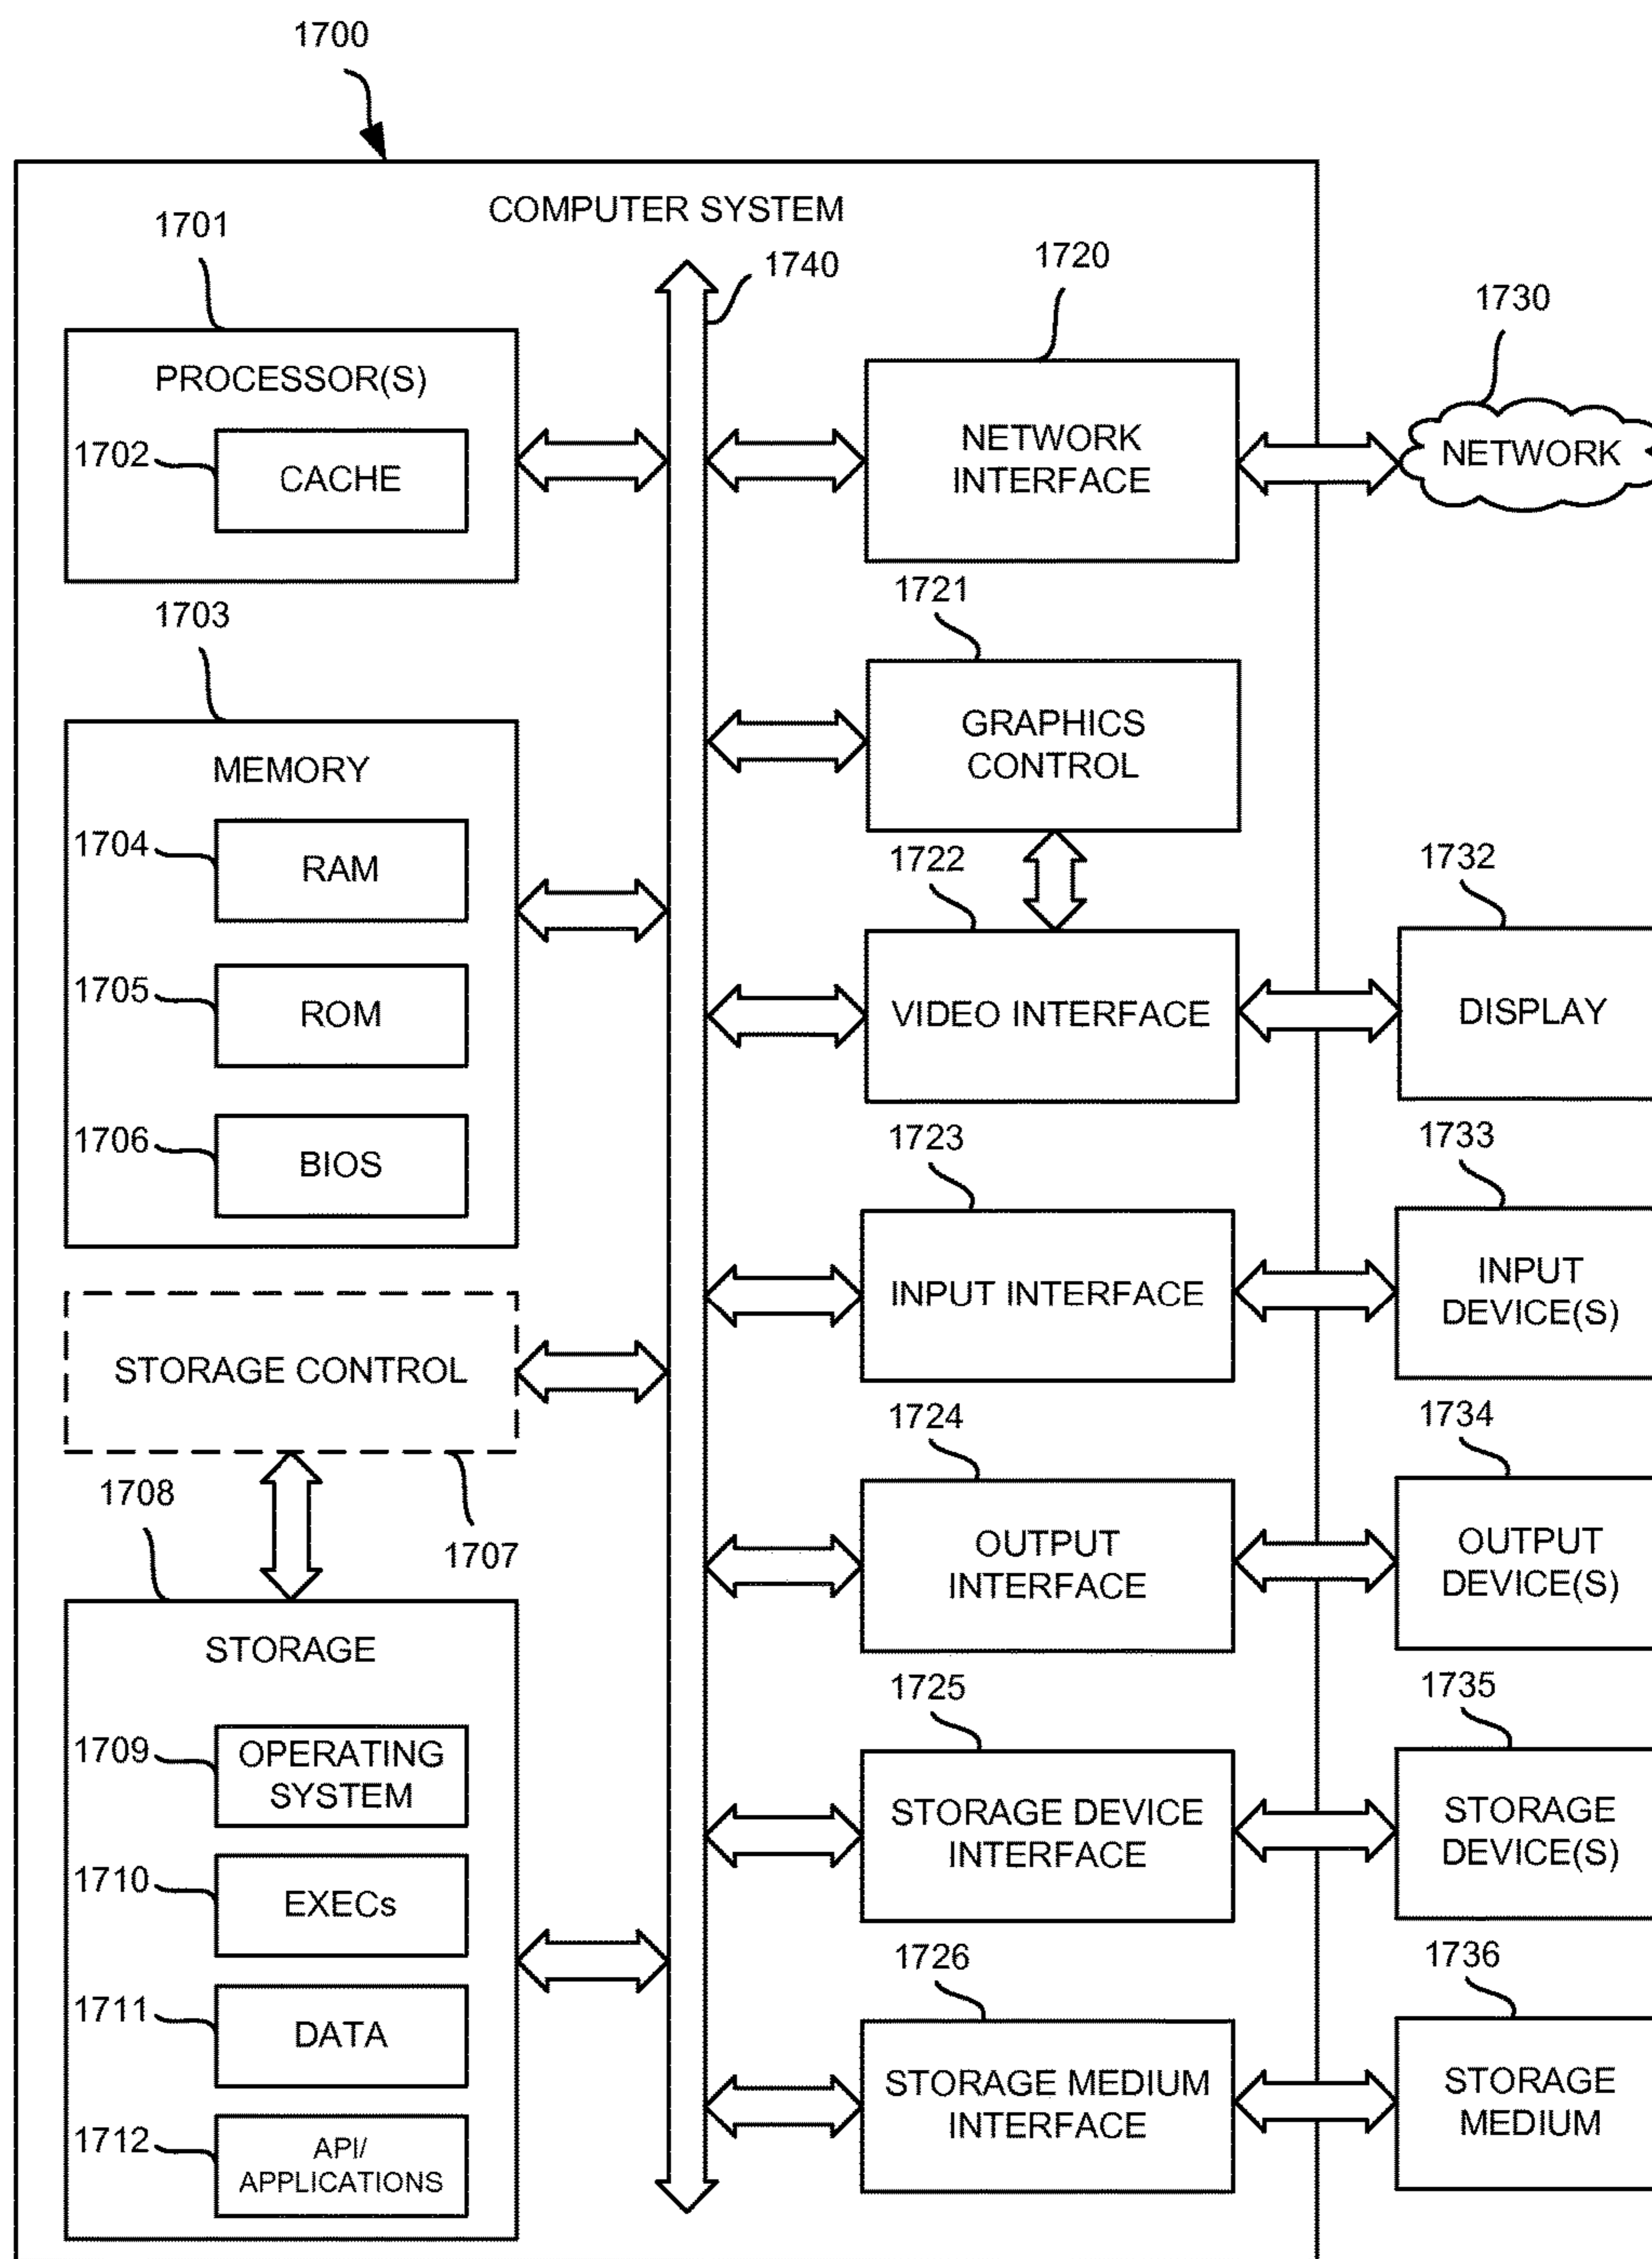 1700
COMPUTER SYSTEM
1701
PROCESSOR(S)
1702
CACHE
1703
MEMORY
1704
RAM
1705
ROM
1706
BIOS
STORAGE CONTROL
1707
1708
STORAGE
1709
OPERATING
SYSTEM
1710
EXECs
1711
DATA
1712
API/
APPLICATIONS
1740
1720
NETWORK
INTERFACE
1730
NETWORK
1721
GRAPHICS
CONTROL
1722
VIDEO INTERFACE
1732
DISPLAY
1723
INPUT INTERFACE
1733
INPUT
DEVICE(S)
1724
OUTPUT
INTERFACE
1734
OUTPUT
DEVICE(S)
1725
STORAGE DEVICE
INTERFACE
1735
STORAGE
DEVICE(S)
1726
STORAGE MEDIUM
INTERFACE
1736
STORAGE
MEDIUM